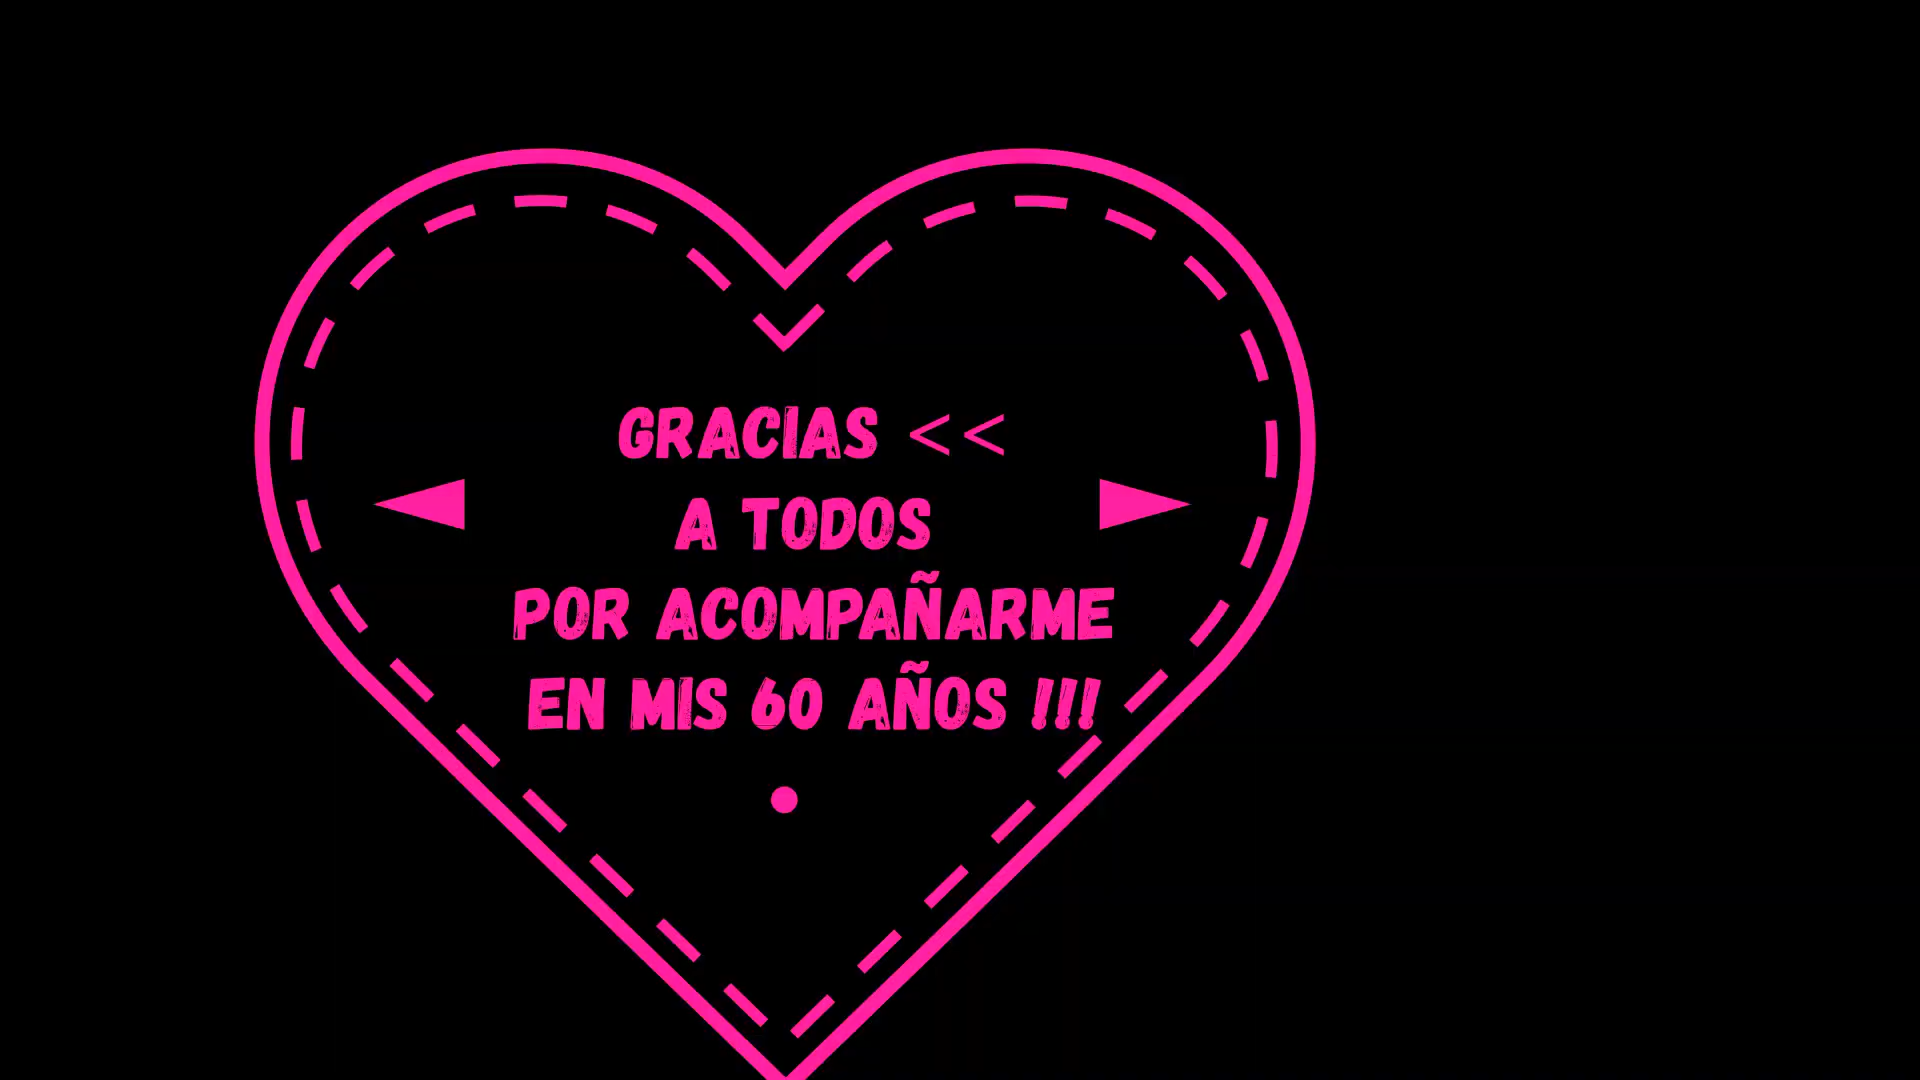 GRACIAS <<
A TODOS
POR ACOMPAÑARME
EN MIS 60 AÑOS !!!